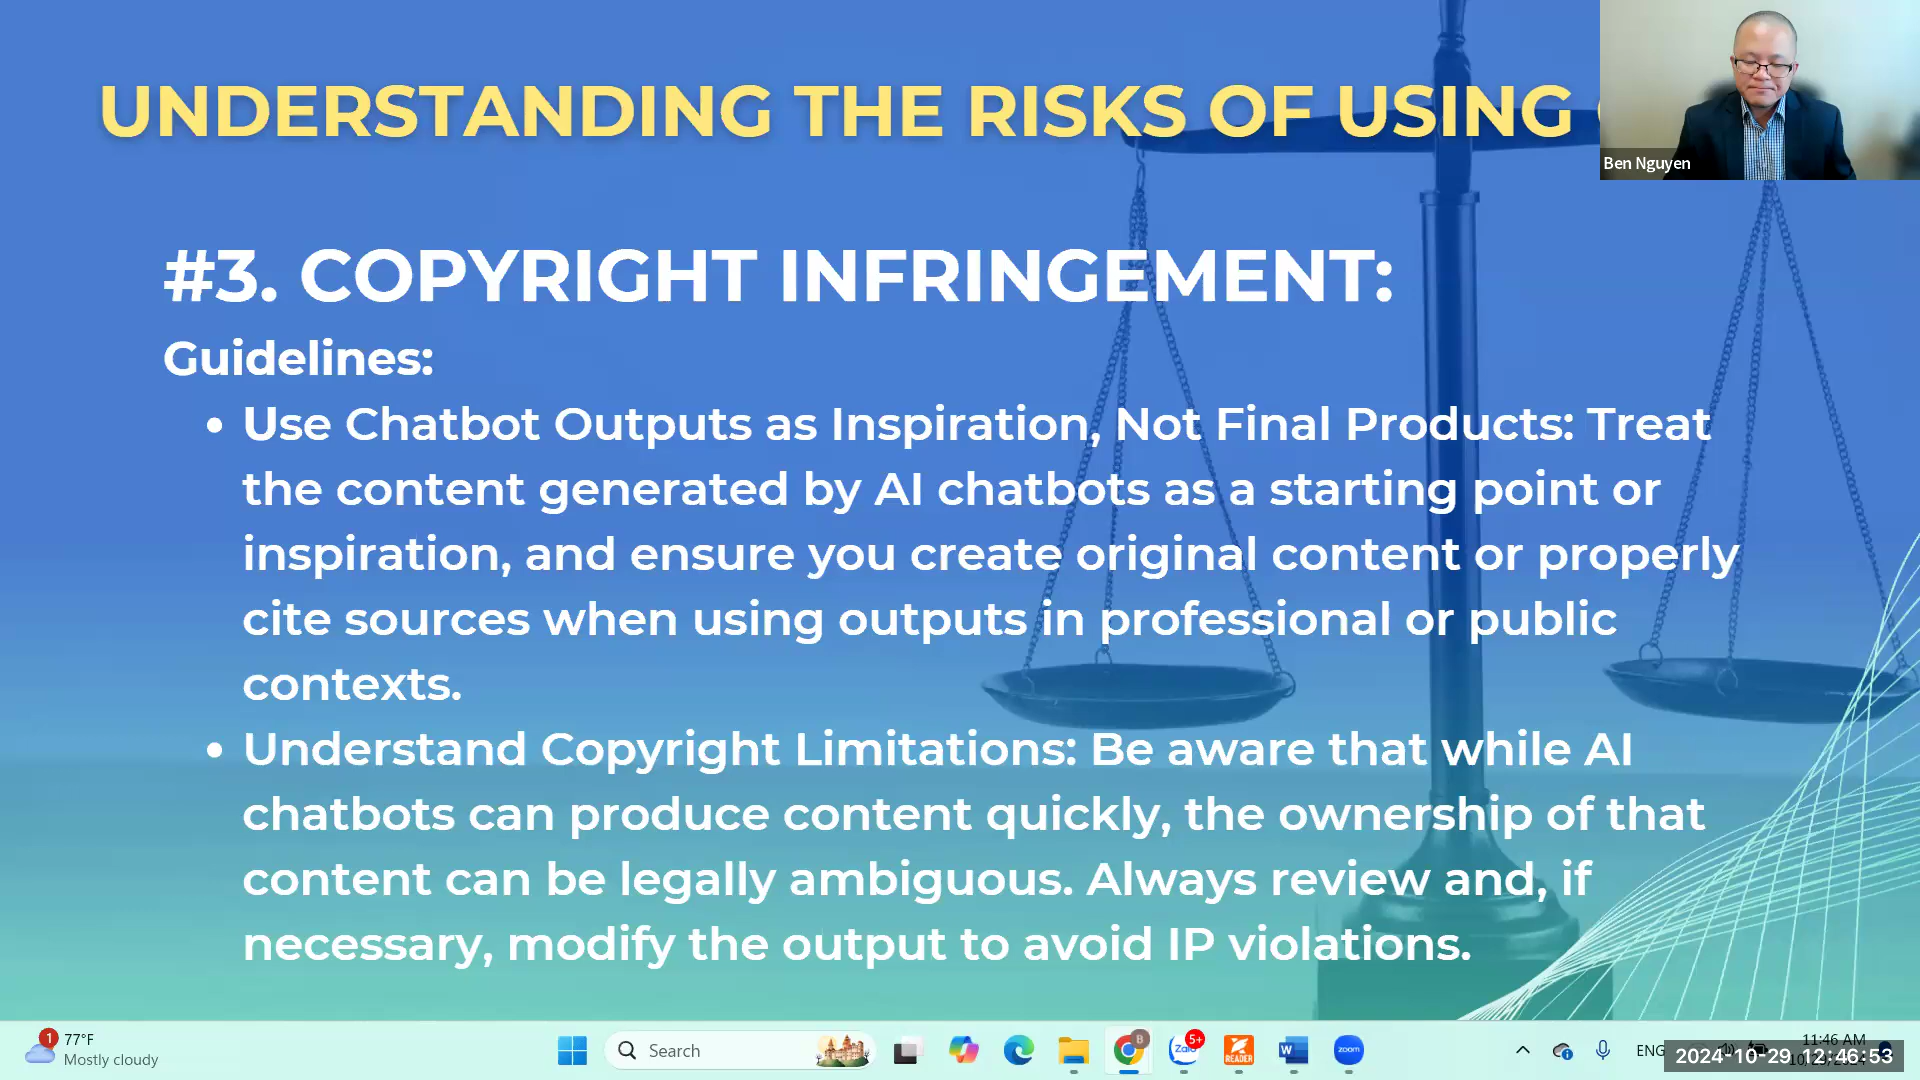 UNDERSTANDING THE RISKS OF USING
Ben Nguyen
#3. COPYRIGHT INFRINGEMENT:
Guidelines:
• Use Chatbot Outputs as Inspiration, Not Final Products: Treat
the content generated by AI chatbots as a starting point or
inspiration, and ensure you create original content or properly
cite sources when using outputs in professional or public
contexts.
• Understand Copyright Limitations: Be aware that while AI
chatbots can produce content quickly, the ownership of that
content can be legally ambiguous. Always review and, if
necessary, modify the output to avoid IP violations.
1
77°F
Mostly cloudy
Search
B
Zalo
5+
READER
W
zoom
ENG
11:46 AM
2024-10-29 12:46:53